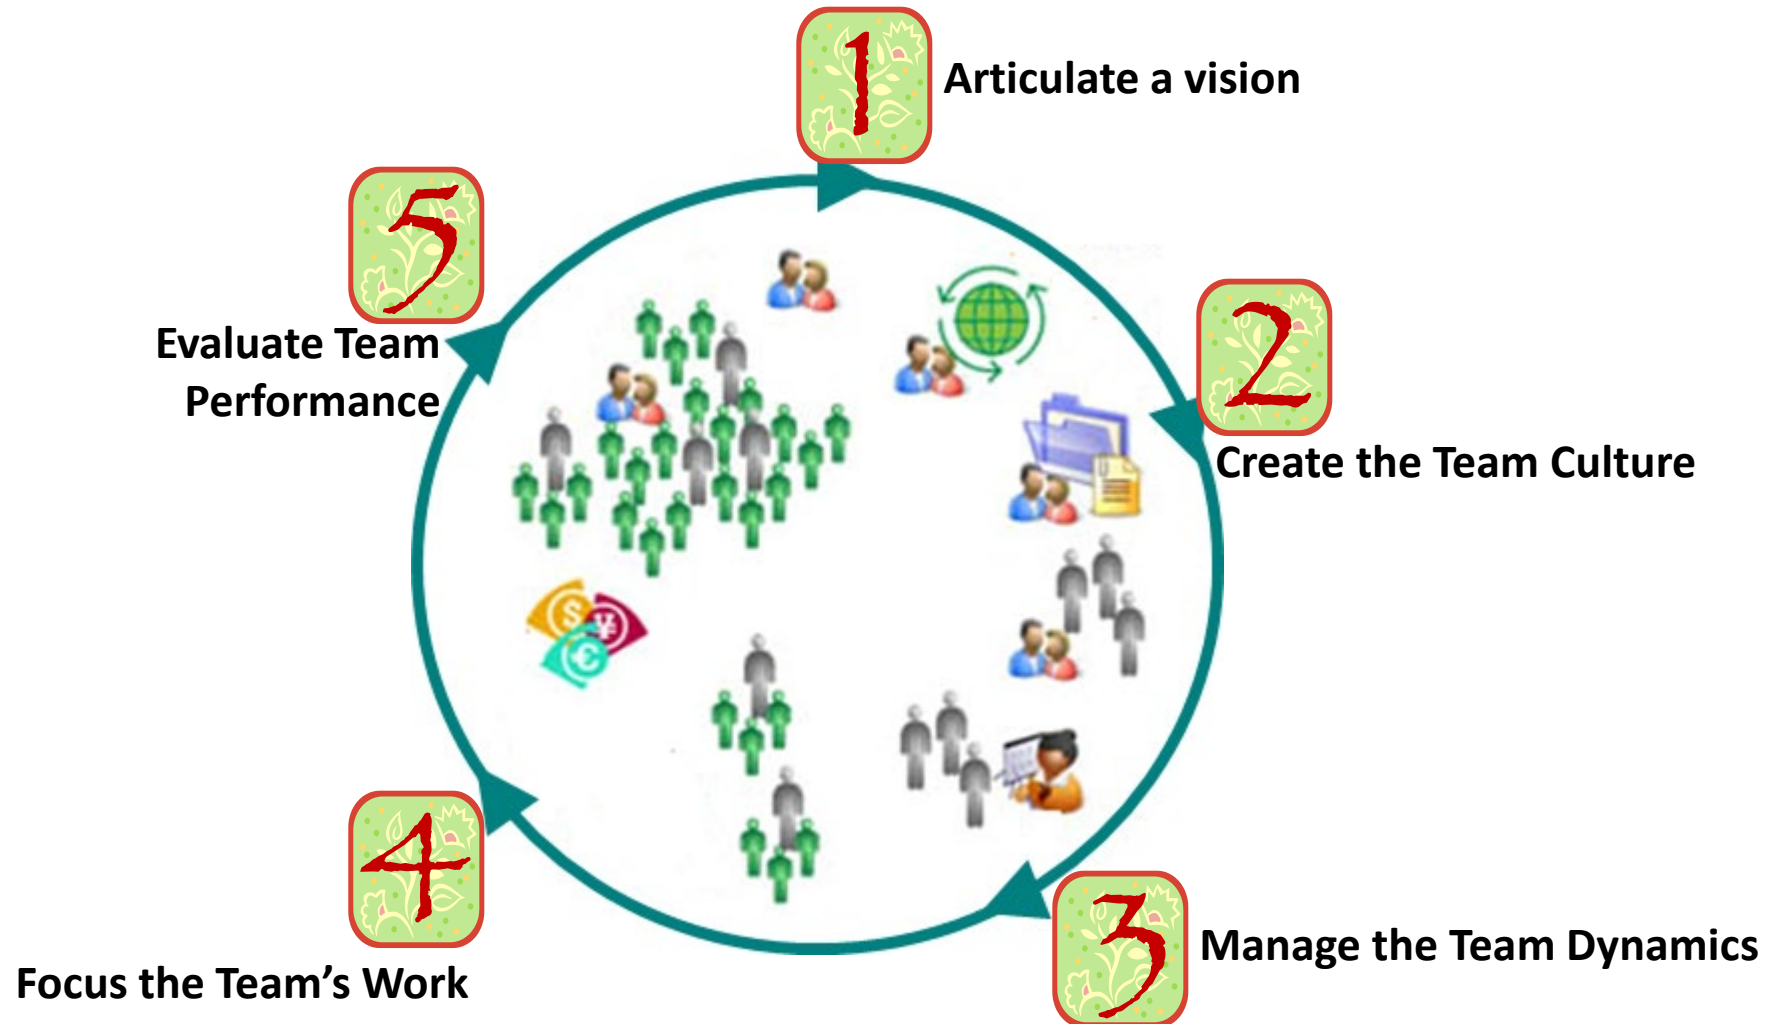 1
Articulate a vision
2
Create the Team Culture
3
Manage the Team Dynamics
4
Focus the Team’s Work
5
Evaluate Team
Performance
$
¥
€